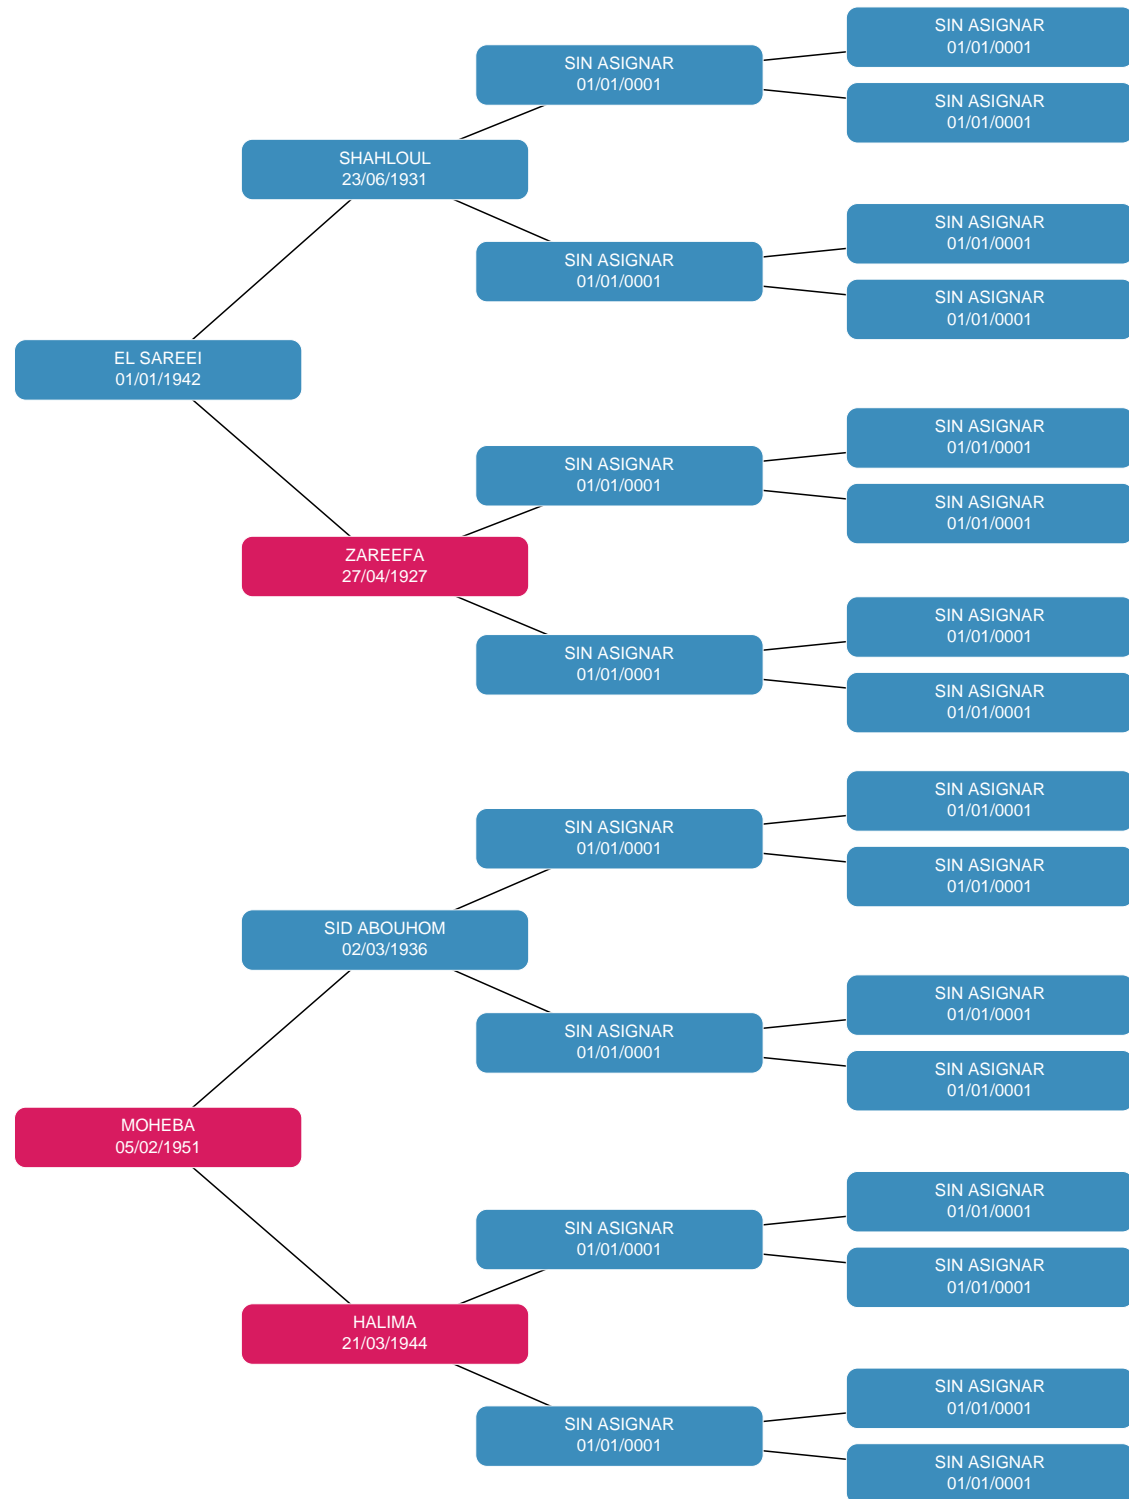 SIN ASIGNAR
01/01/0001
SIN ASIGNAR
01/01/0001
SIN ASIGNAR
01/01/0001
SHAHLOUL
23/06/1931
SIN ASIGNAR
01/01/0001
SIN ASIGNAR
01/01/0001
SIN ASIGNAR
01/01/0001
EL SAREEI
01/01/1942
SIN ASIGNAR
01/01/0001
SIN ASIGNAR
01/01/0001
SIN ASIGNAR
01/01/0001
ZAREEFA
27/04/1927
SIN ASIGNAR
01/01/0001
SIN ASIGNAR
01/01/0001
SIN ASIGNAR
01/01/0001
SIN ASIGNAR
01/01/0001
SIN ASIGNAR
01/01/0001
SIN ASIGNAR
01/01/0001
SID ABOUHOM
02/03/1936
SIN ASIGNAR
01/01/0001
SIN ASIGNAR
01/01/0001
SIN ASIGNAR
01/01/0001
MOHEBA
05/02/1951
SIN ASIGNAR
01/01/0001
SIN ASIGNAR
01/01/0001
SIN ASIGNAR
01/01/0001
HALIMA
21/03/1944
SIN ASIGNAR
01/01/0001
SIN ASIGNAR
01/01/0001
SIN ASIGNAR
01/01/0001